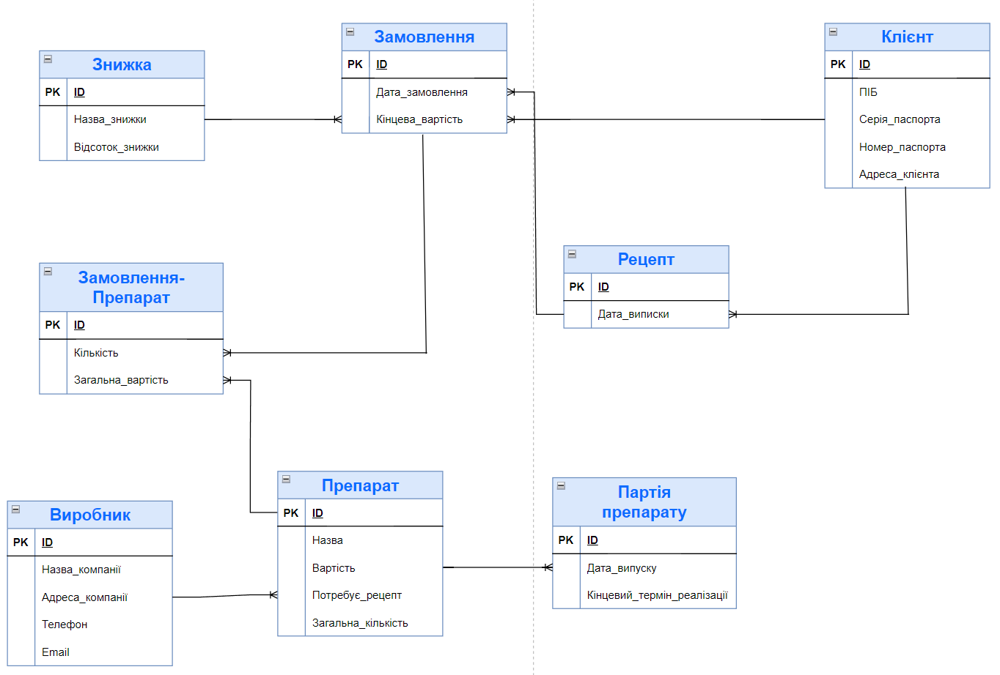 Знижка
PK ID
Назва_знижки
Відсоток_знижки
Замовлення
PK ID
Дата_замовлення
Кінцева_вартість
Клієнт
PK ID
ПІБ
Серія_паспорта
Номер_паспорта
Адреса_клієнта
Рецепт
PK ID
Дата_виписки
Замовлення-
Препарат
PK ID
Кількість
Загальна_вартість
Виробник
PK ID
Назва_компанії
Адреса_компанії
Телефон
Email
Препарат
PK ID
Назва
Вартість
Потребує_рецепт
Загальна_кількість
Партія
препарату
PK ID
Дата_випуску
Кінцевий_термін_реалізації